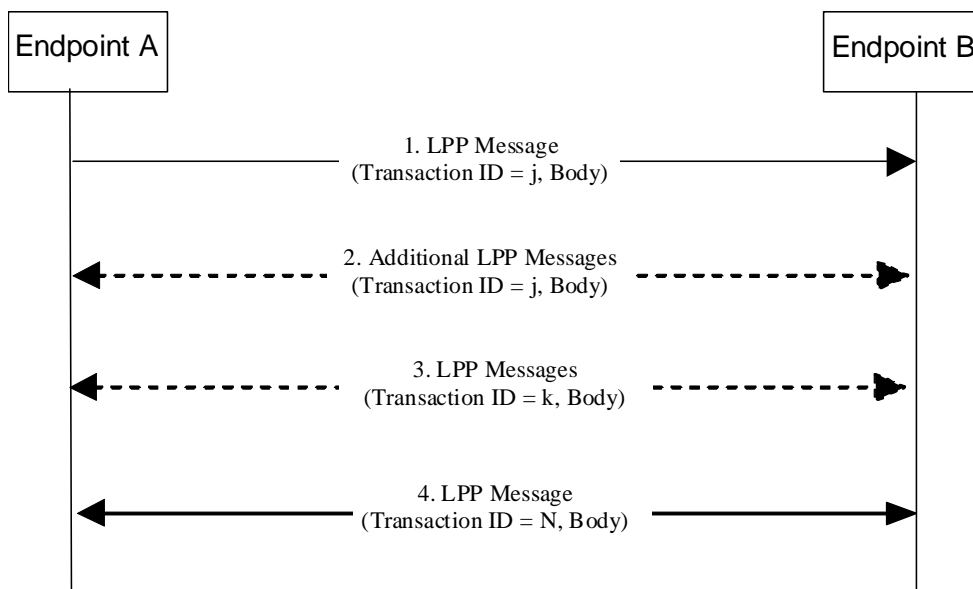 Endpoint A
Endpoint B
1. LPP Message
(Transaction ID = j, Body)
2. Additional LPP Messages
(Transaction ID = j, Body)
3. LPP Messages
(Transaction ID = k, Body)
4. LPP Message
(Transaction ID = N, Body)